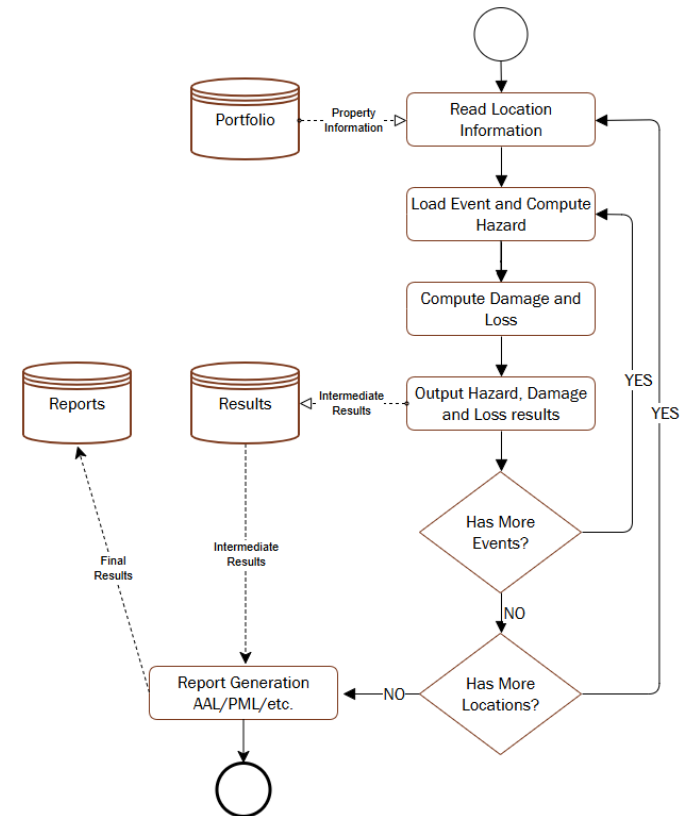 Portfolio
Property
Information
Read Location
Information
Load Event and Compute
Hazard
Compute Damage and
Loss
Reports
Results
Intermediate
Results
Output Hazard, Damage
and Loss results
YES
YES
Has More
Events?
Intermediate
Results
Final
Results
NO
Report Generation
AAL/PML/etc.
NO
Has More
Locations?